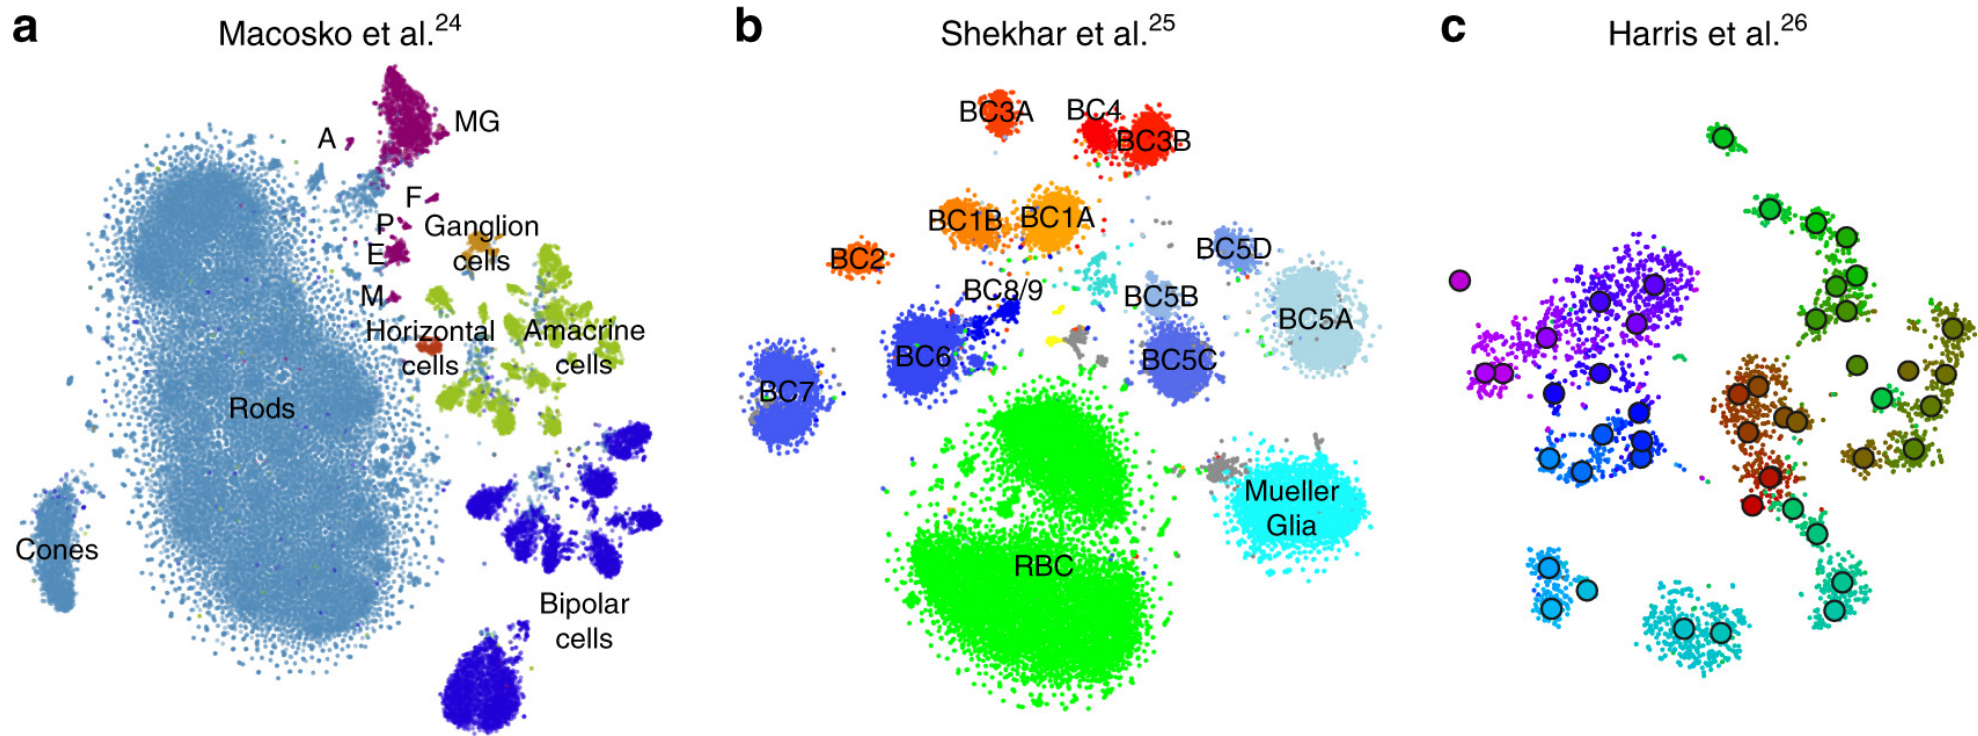 a
Macosko et al.24
MG
A
F
P
Ganglion
cells
E
M
Horizontal
cells
Amacrine
cells
Rods
Cones
Bipolar
cells
b
Shekhar et al.25
BC3A
BC4
BC3B
BC1B
BC1A
BC2
BC5D
BC8/9
BC5B
BC5A
BC6
BC5C
BC7
Mueller
Glia
RBC
c
Harris et al.26